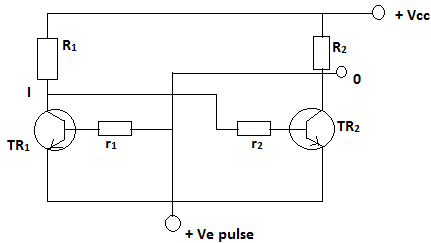 + Vcc
R1
R2
I
0
TR1
r1
r2
TR2
+ Ve pulse